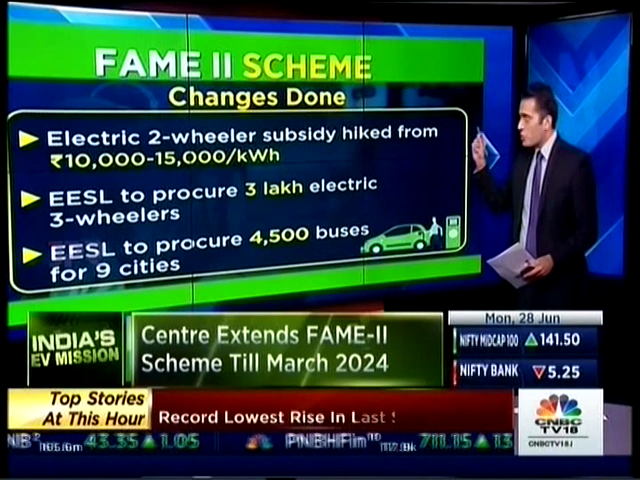 FAME II SCHEME
Changes Done
Electric 2-wheeler subsidy hiked from
₹10,000-15,000/kWh
EESL to procure 3 lakh electric
3-wheelers
EESL to procure 4,500 buses
for 9 cities
INDIA'S
EV MISSION
Centre Extends FAME-II
Scheme Till March 2024
Mon, 28 Jun
NIFTY MIDCAP 100 141.50
NIFTY BANK 5.25
Top Stories
At This Hour
Record Lowest Rise In Last
CNBC
TV18
CNBCTV18.I
43.35 1.05 PNBHFin 711.15 13